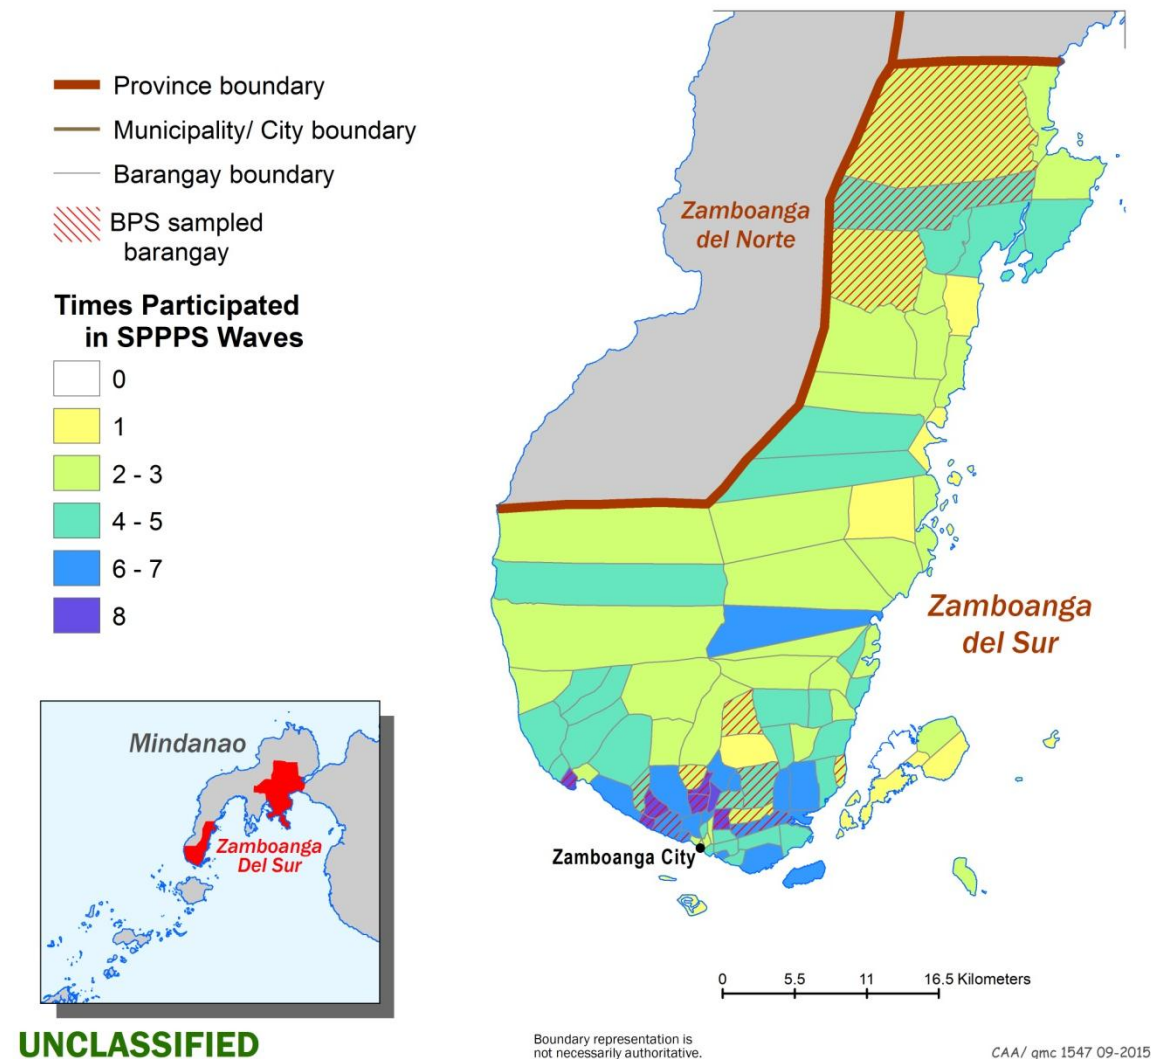 Province boundary
Municipality/ City boundary
Barangay boundary
BPS sampled
barangay
Times Participated
in SPPPS Waves
0
1
2 - 3
4 - 5
6 - 7
8
Zamboanga
del Norte
Zamboanga
del Sur
Zamboanga City
0 5.5 11 16.5 Kilometers
Mindanao
Zamboanga
Del Sur
UNCLASSIFIED
Boundary representation is
not necessarily authoritative.
CAA/ gmc 1547 09-2015